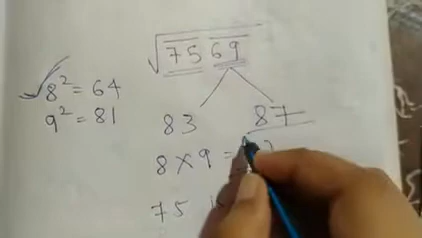 √7569
8² = 64
9² = 81
83 87
8 × 9 =
75